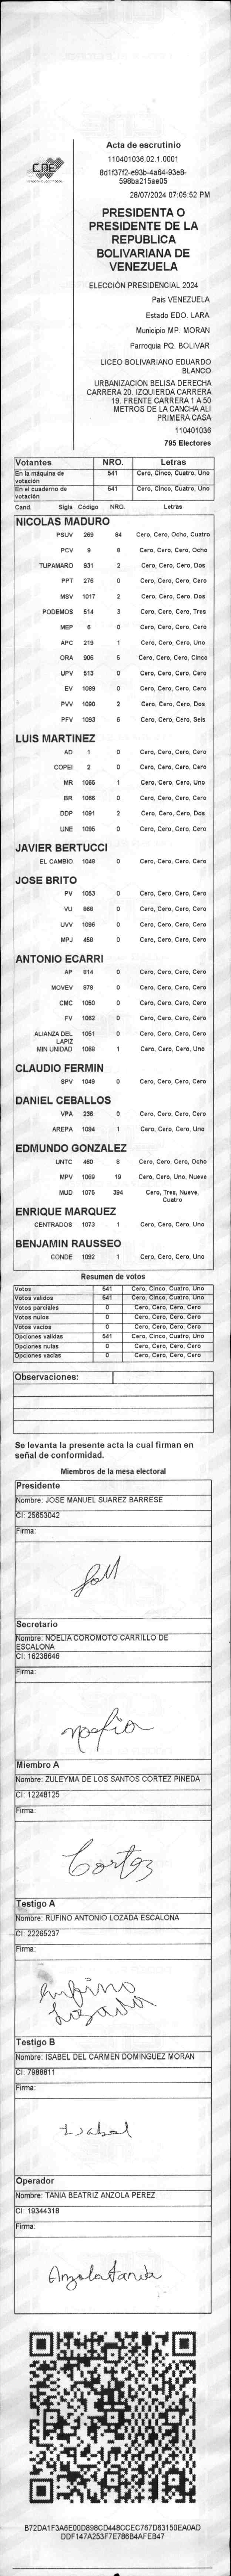 CNE
Acta de escrutinio
110401036.02.1.0001
8d1f37f2-e93b-4a64-93e8-
598ba215ae05
28/07/2024 07:05:52 PM
PRESIDENTA O
PRESIDENTE DE LA
REPUBLICA
BOLIVARIANA DE
VENEZUELA
ELECCIÓN PRESIDENCIAL 2024
País VENEZUELA
Estado EDO. LARA
Municipio MP. MORAN
Parroquia PQ. BOLIVAR
LICEO BOLIVARIANO EDUARDO
BLANCO
URBANIZACION BELISA DERECHA
CARRERA 20. IZQUIERDA CARRERA
19. FRENTE CARRERA 1 A 50
METROS DE LA CANCHA ALI
PRIMERA CASA
110401036
795 Electores
Votantes NRO. Letras
En la máquina de votación 541 Cero, Cinco, Cuatro, Uno
En el cuaderno de votación 541 Cero, Cinco, Cuatro, Uno
Cand. Sigla Código NRO. Letras
NICOLAS MADURO
PSUV 269 84 Cero, Cero, Ocho, Cuatro
PCV 9 8 Cero, Cero, Cero, Ocho
TUPAMARO 931 2 Cero, Cero, Cero, Dos
PPT 276 0 Cero, Cero, Cero, Cero
MSV 1017 2 Cero, Cero, Cero, Dos
PODEMOS 514 3 Cero, Cero, Cero, Tres
MEP 6 0 Cero, Cero, Cero, Cero
APC 219 1 Cero, Cero, Cero, Uno
ORA 905 5 Cero, Cero, Cero, Cinco
UPV 513 0 Cero, Cero, Cero, Cero
EV 1089 0 Cero, Cero, Cero, Cero
PVV 1090 2 Cero, Cero, Cero, Dos
PFV 1093 6 Cero, Cero, Cero, Seis
LUIS MARTINEZ
AD 1 0 Cero, Cero, Cero, Cero
COPEI 2 0 Cero, Cero, Cero, Cero
MR 1065 1 Cero, Cero, Cero, Uno
BR 1066 0 Cero, Cero, Cero, Cero
DDP 1091 2 Cero, Cero, Cero, Dos
UNE 1095 0 Cero, Cero, Cero, Cero
JAVIER BERTUCCI
EL CAMBIO 1048 0 Cero, Cero, Cero, Cero
JOSE BRITO
PV 1053 0 Cero, Cero, Cero, Cero
VU 868 0 Cero, Cero, Cero, Cero
UVV 1096 0 Cero, Cero, Cero, Cero
MPJ 459 0 Cero, Cero, Cero, Cero
ANTONIO ECARRI
AP 814 0 Cero, Cero, Cero, Cero
MOVEV 978 0 Cero, Cero, Cero, Cero
CMC 1050 0 Cero, Cero, Cero, Cero
FV 1062 0 Cero, Cero, Cero, Cero
ALIANZA DEL LAPIZ 1051 0 Cero, Cero, Cero, Cero
MIN UNIDAD 1068 1 Cero, Cero, Cero, Uno
CLAUDIO FERMIN
SPV 1049 0 Cero, Cero, Cero, Cero
DANIEL CEBALLOS
VPA 236 0 Cero, Cero, Cero, Cero
AREPA 1094 1 Cero, Cero, Cero, Uno
EDMUNDO GONZALEZ
UNTC 460 8 Cero, Cero, Cero, Ocho
MPV 1069 19 Cero, Cero, Uno, Nueve
MUD 1075 394 Cero, Tres, Nueve, Cuatro
ENRIQUE MARQUEZ
CENTRADOS 1073 1 Cero, Cero, Cero, Uno
BENJAMIN RAUSSEO
CONDE 1092 1 Cero, Cero, Cero, Uno
Resumen de votos
Votos 541 Cero, Cinco, Cuatro, Uno
Votos validos 541 Cero, Cinco, Cuatro, Uno
Votos parciales 0 Cero, Cero, Cero, Cero
Votos nulos 0 Cero, Cero, Cero, Cero
Votos vacios 0 Cero, Cero, Cero, Cero
Opciones validas 541 Cero, Cinco, Cuatro, Uno
Opciones nulas 0 Cero, Cero, Cero, Cero
Opciones vacias 0 Cero, Cero, Cero, Cero
Observaciones:
Se levanta la presente acta la cual firman en
señal de conformidad.
Miembros de la mesa electoral
Presidente
Nombre: JOSE MANUEL SUAREZ BARRESE
CI: 25653042
Firma:
Secretario
Nombre: NOELIA COROMOTO CARRILLO DE
ESCALONA
CI: 16238646
Firma:
Noelia
Miembro A
Nombre: ZULEYMA DE LOS SANTOS CORTEZ PINEDA
CI: 12248125
Firma:
Cortez
Testigo A
Nombre: RUFINO ANTONIO LOZADA ESCALONA
CI: 22265237
Firma:
Rufino
Lozada
Testigo B
Nombre: ISABEL DEL CARMEN DOMINGUEZ MORAN
CI: 7988811
Firma:
Isabel
Operador
Nombre: TANIA BEATRIZ ANZOLA PEREZ
CI: 19344318
Firma:
Anzola Tania
B72DA1F3A6E00D898CD448CCEC767D63150EA0AD
DDF147A253F7E786B4AFEB47